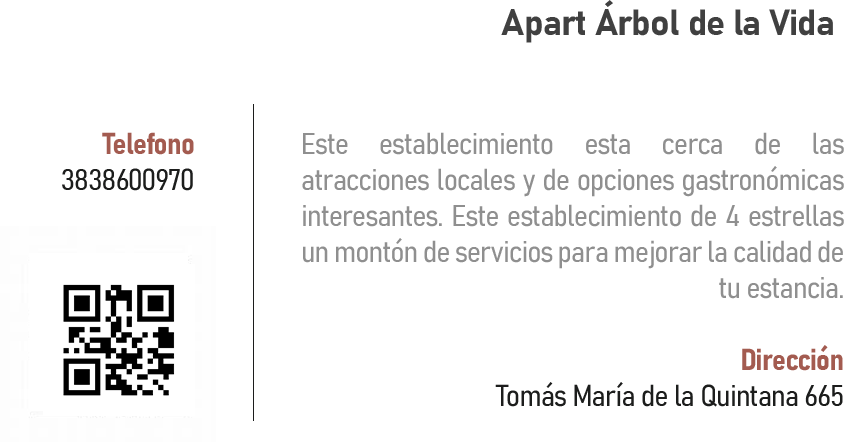 Apart Árbol de la Vida
Telefono
3838600970
Este establecimiento esta cerca de las
atracciones locales y de opciones gastronómicas
interesantes. Este establecimiento de 4 estrellas
un montón de servicios para mejorar la calidad de
tu estancia.
Dirección
Tomás María de la Quintana 665